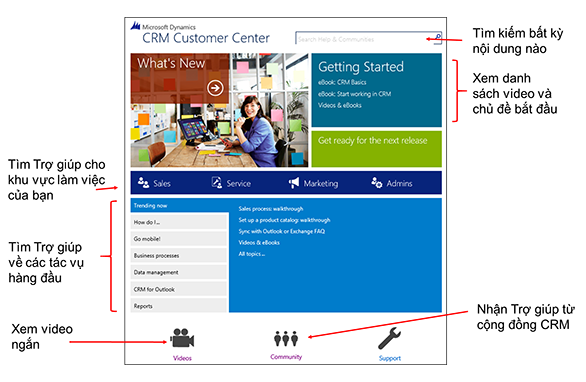 Microsoft Dynamics
CRM Customer Center
Search Help & Communities
Tìm kiếm bất kỳ
nội dung nào
What's New
Getting Started
eBook: CRM Basics
eBook: Start working in CRM
Videos & eBooks
Xem danh
sách video và
chủ đề bắt đầu
Get ready for the next release
Tìm Trợ giúp cho
khu vực làm việc
của bạn
Sales
Service
Marketing
Admins
Trending now
How do I...
Go mobile!
Business processes
Data management
CRM for Outlook
Reports
Sales process: walkthrough
Set up a product catalog: walkthrough
Sync with Outlook or Exchange FAQ
Videos & eBooks
All topics...
Tìm Trợ giúp
về các tác vụ
hàng đầu
Xem video
ngắn
Nhận Trợ giúp từ
cộng đồng CRM
Videos
Community
Support